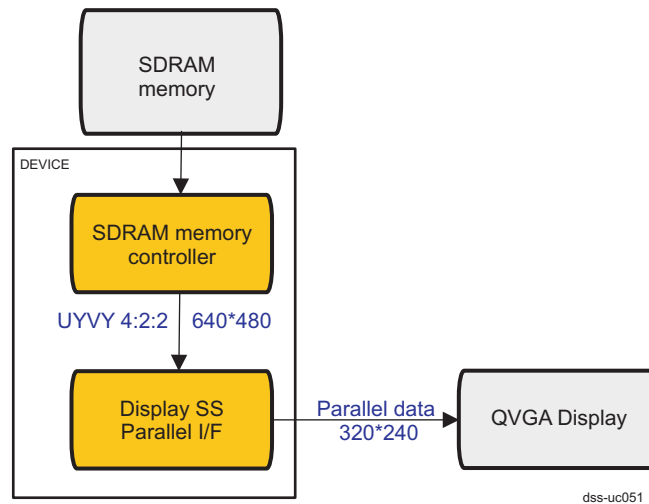 SDRAM
memory
DEVICE
SDRAM memory
controller
UYVY 4:2:2 640*480
Display SS
Parallel I/F
Parallel data
320*240
QVGA Display
dss-uc051